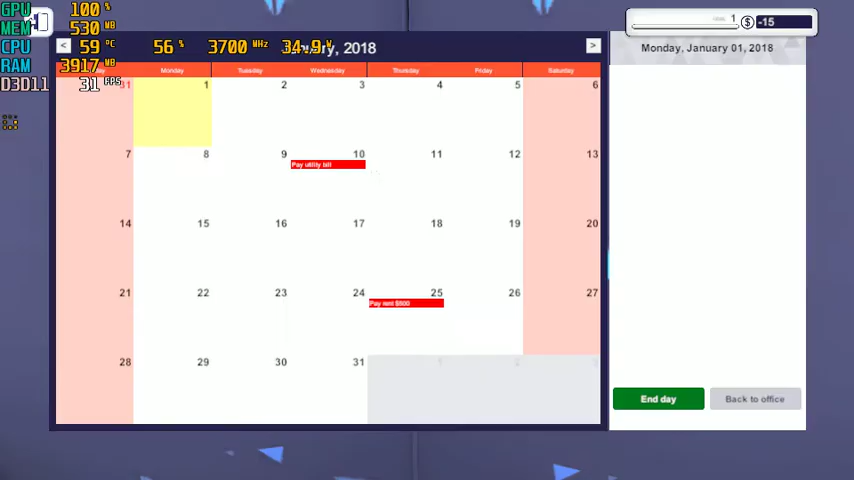 GPU 100 %
MEM 530 MB
CPU 59 °C 56 % 3700 MHz 34.9
RAM 3917 MB
D3D11 31 FPS
< 2018 >
1 $ -15
Monday, January 01, 2018
Monday Tuesday Wednesday Thursday Friday Saturday
31 1 2 3 4 5 6
7 8 9 10 11 12 13
Pay utility bill
14 15 16 17 18 19 20
21 22 23 24 25 26 27
Pay rent $600
28 29 30 31 1 2 3
End day Back to office